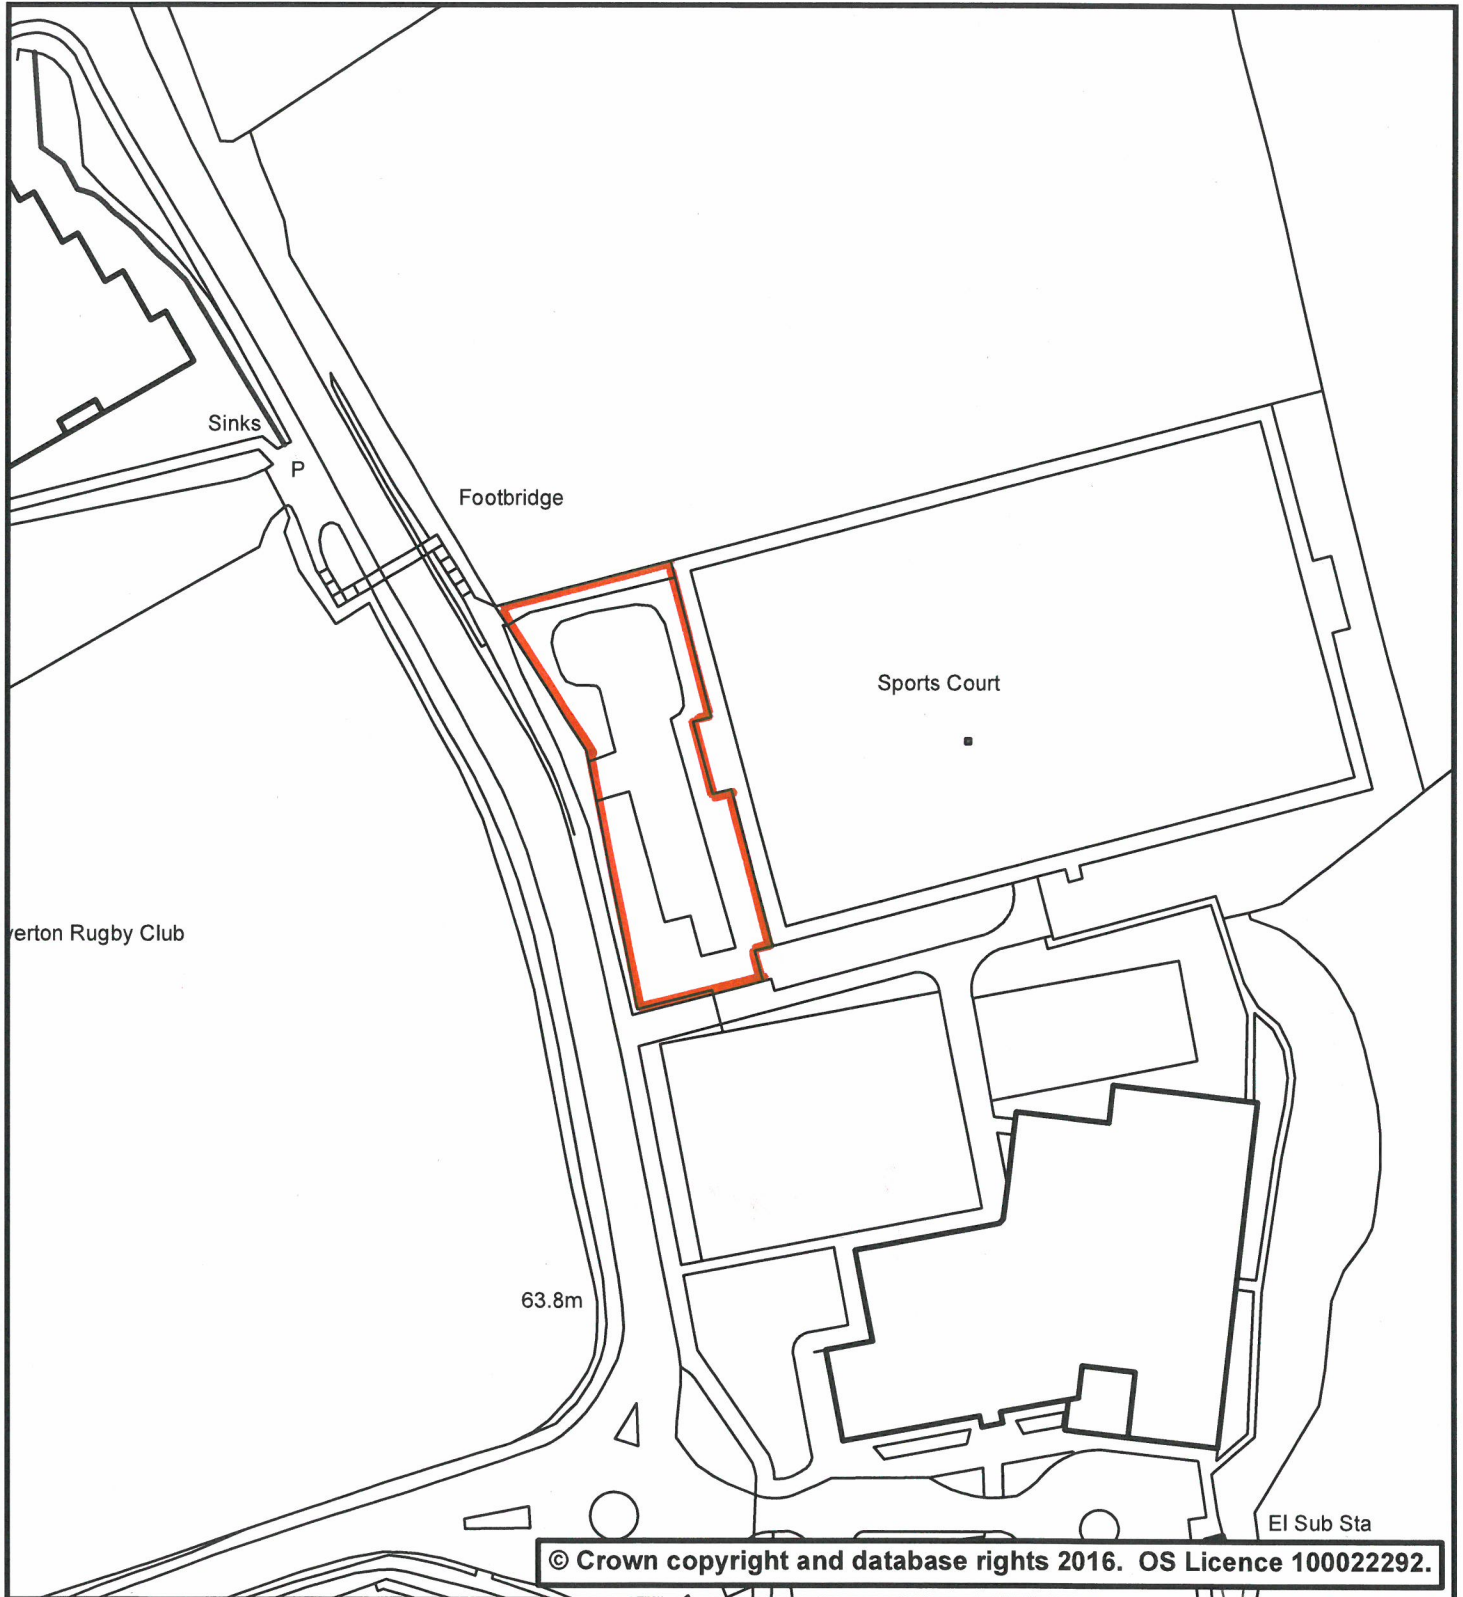 Sinks
P
Footbridge
Sports Court
verton Rugby Club
63.8m
El Sub Sta
© Crown copyright and database rights 2016. OS Licence 100022292.